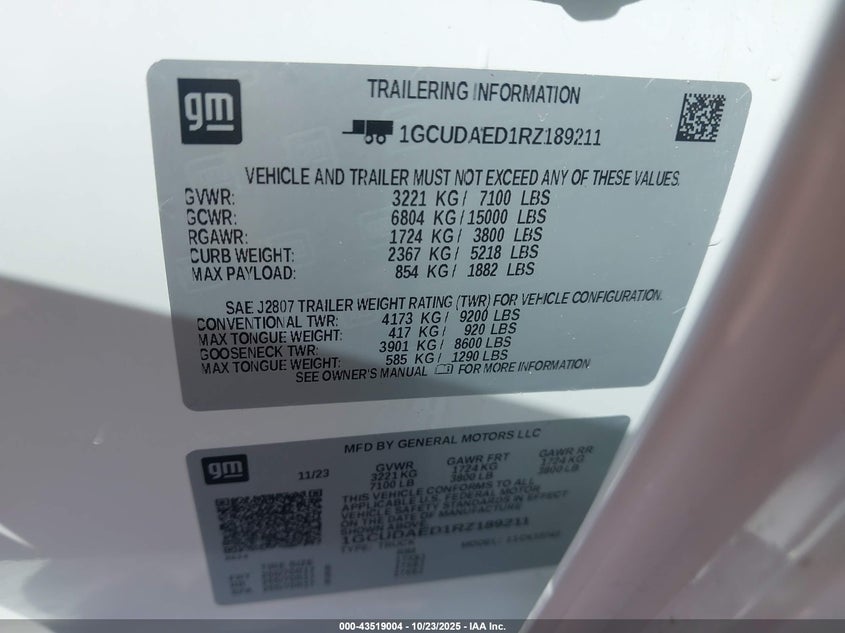 gm
TRAILERING INFORMATION
1GCUDAED1RZ189211
VEHICLE AND TRAILER MUST NOT EXCEED ANY OF THESE VALUES.
GVWR: 3221 KG / 7100 LBS
GCWR: 6804 KG / 15000 LBS
RGAWR: 1724 KG / 3800 LBS
CURB WEIGHT: 2367 KG / 5218 LBS
MAX PAYLOAD: 854 KG / 1882 LBS
SAE J2807 TRAILER WEIGHT RATING (TWR) FOR VEHICLE CONFIGURATION.
CONVENTIONAL TWR: 4173 KG / 9200 LBS
MAX TONGUE WEIGHT: 417 KG / 920 LBS
GOOSENECK TWR: 3901 KG / 8600 LBS
MAX TONGUE WEIGHT: 585 KG / 1290 LBS
SEE OWNER'S MANUAL FOR MORE INFORMATION
gm
MFD BY GENERAL MOTORS LLC
11/23 GVWR GAWR FRT GAWR RR
3221 KG 1724 KG 1724 KG
7100 LB 3800 LB 3800 LB
THIS VEHICLE CONFORMS TO ALL
APPLICABLE U.S. FEDERAL MOTOR
VEHICLE SAFETY STANDARDS IN EFFECT
ON THE DATE OF MANUFACTURE
SHOWN ABOVE.
1GCUDAED1RZ189211
TYPE: TRUCK MODEL:
TIRE SIZE RIM
FRT
RR
000-43519004 | 10/23/2025 | IAA Inc.